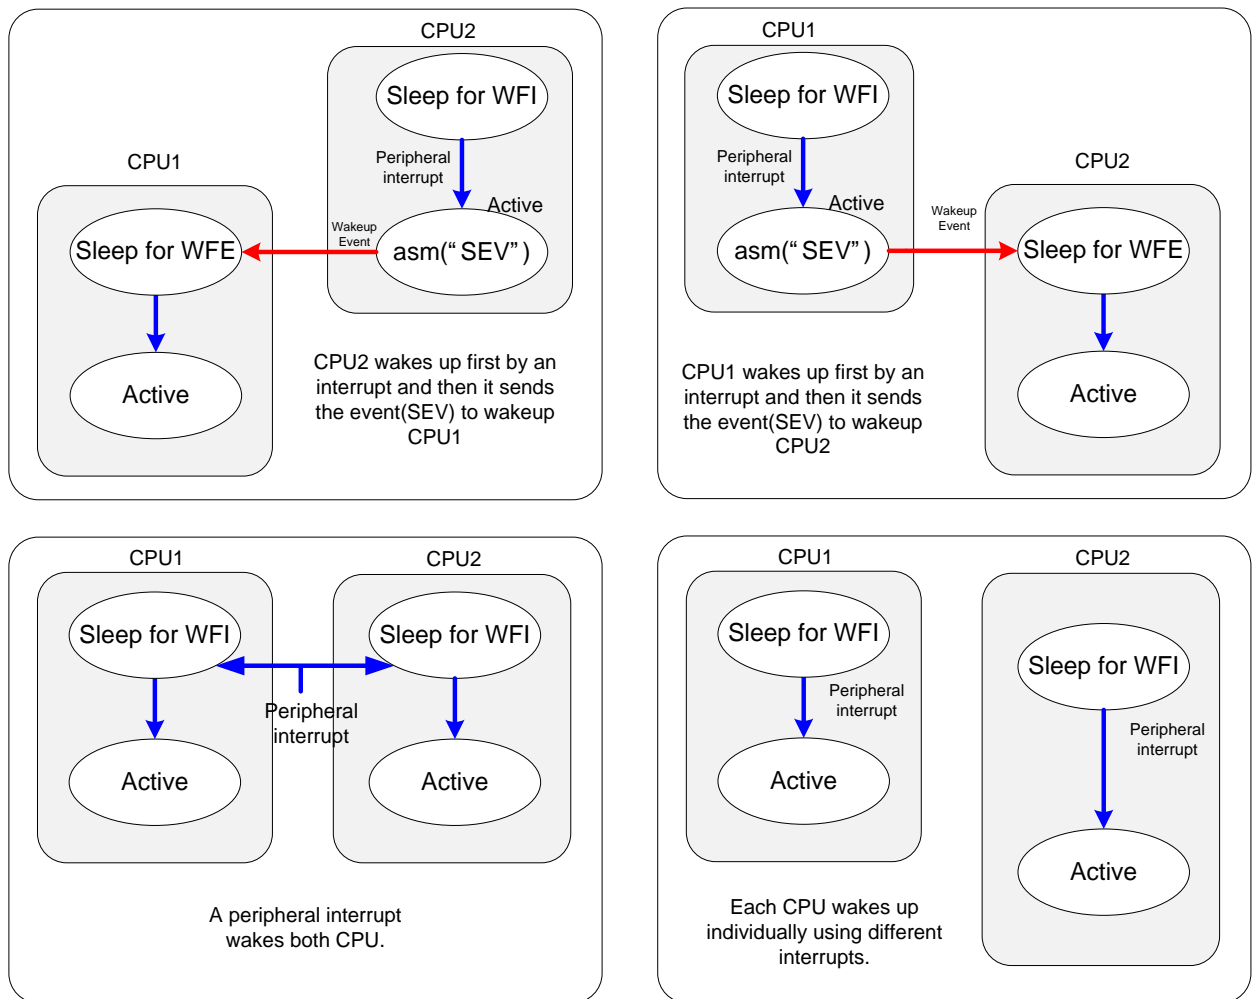 CPU2
Sleep for WFI
Peripheral
interrupt
Active
asm(“SEV”)
Wakeup
Event
CPU1
Sleep for WFE
Active
CPU2 wakes up first by an
interrupt and then it sends
the event(SEV) to wakeup
CPU1
CPU1
Sleep for WFI
Peripheral
interrupt
Active
asm(“SEV”)
Wakeup
Event
CPU2
Sleep for WFE
Active
CPU1 wakes up first by an
interrupt and then it sends
the event(SEV) to wakeup
CPU2
CPU1
Sleep for WFI
Active
CPU2
Sleep for WFI
Active
Peripheral
interrupt
A peripheral interrupt
wakes both CPU.
CPU1
Sleep for WFI
Peripheral
interrupt
Active
CPU2
Sleep for WFI
Peripheral
interrupt
Active
Each CPU wakes up
individually using different
interrupts.